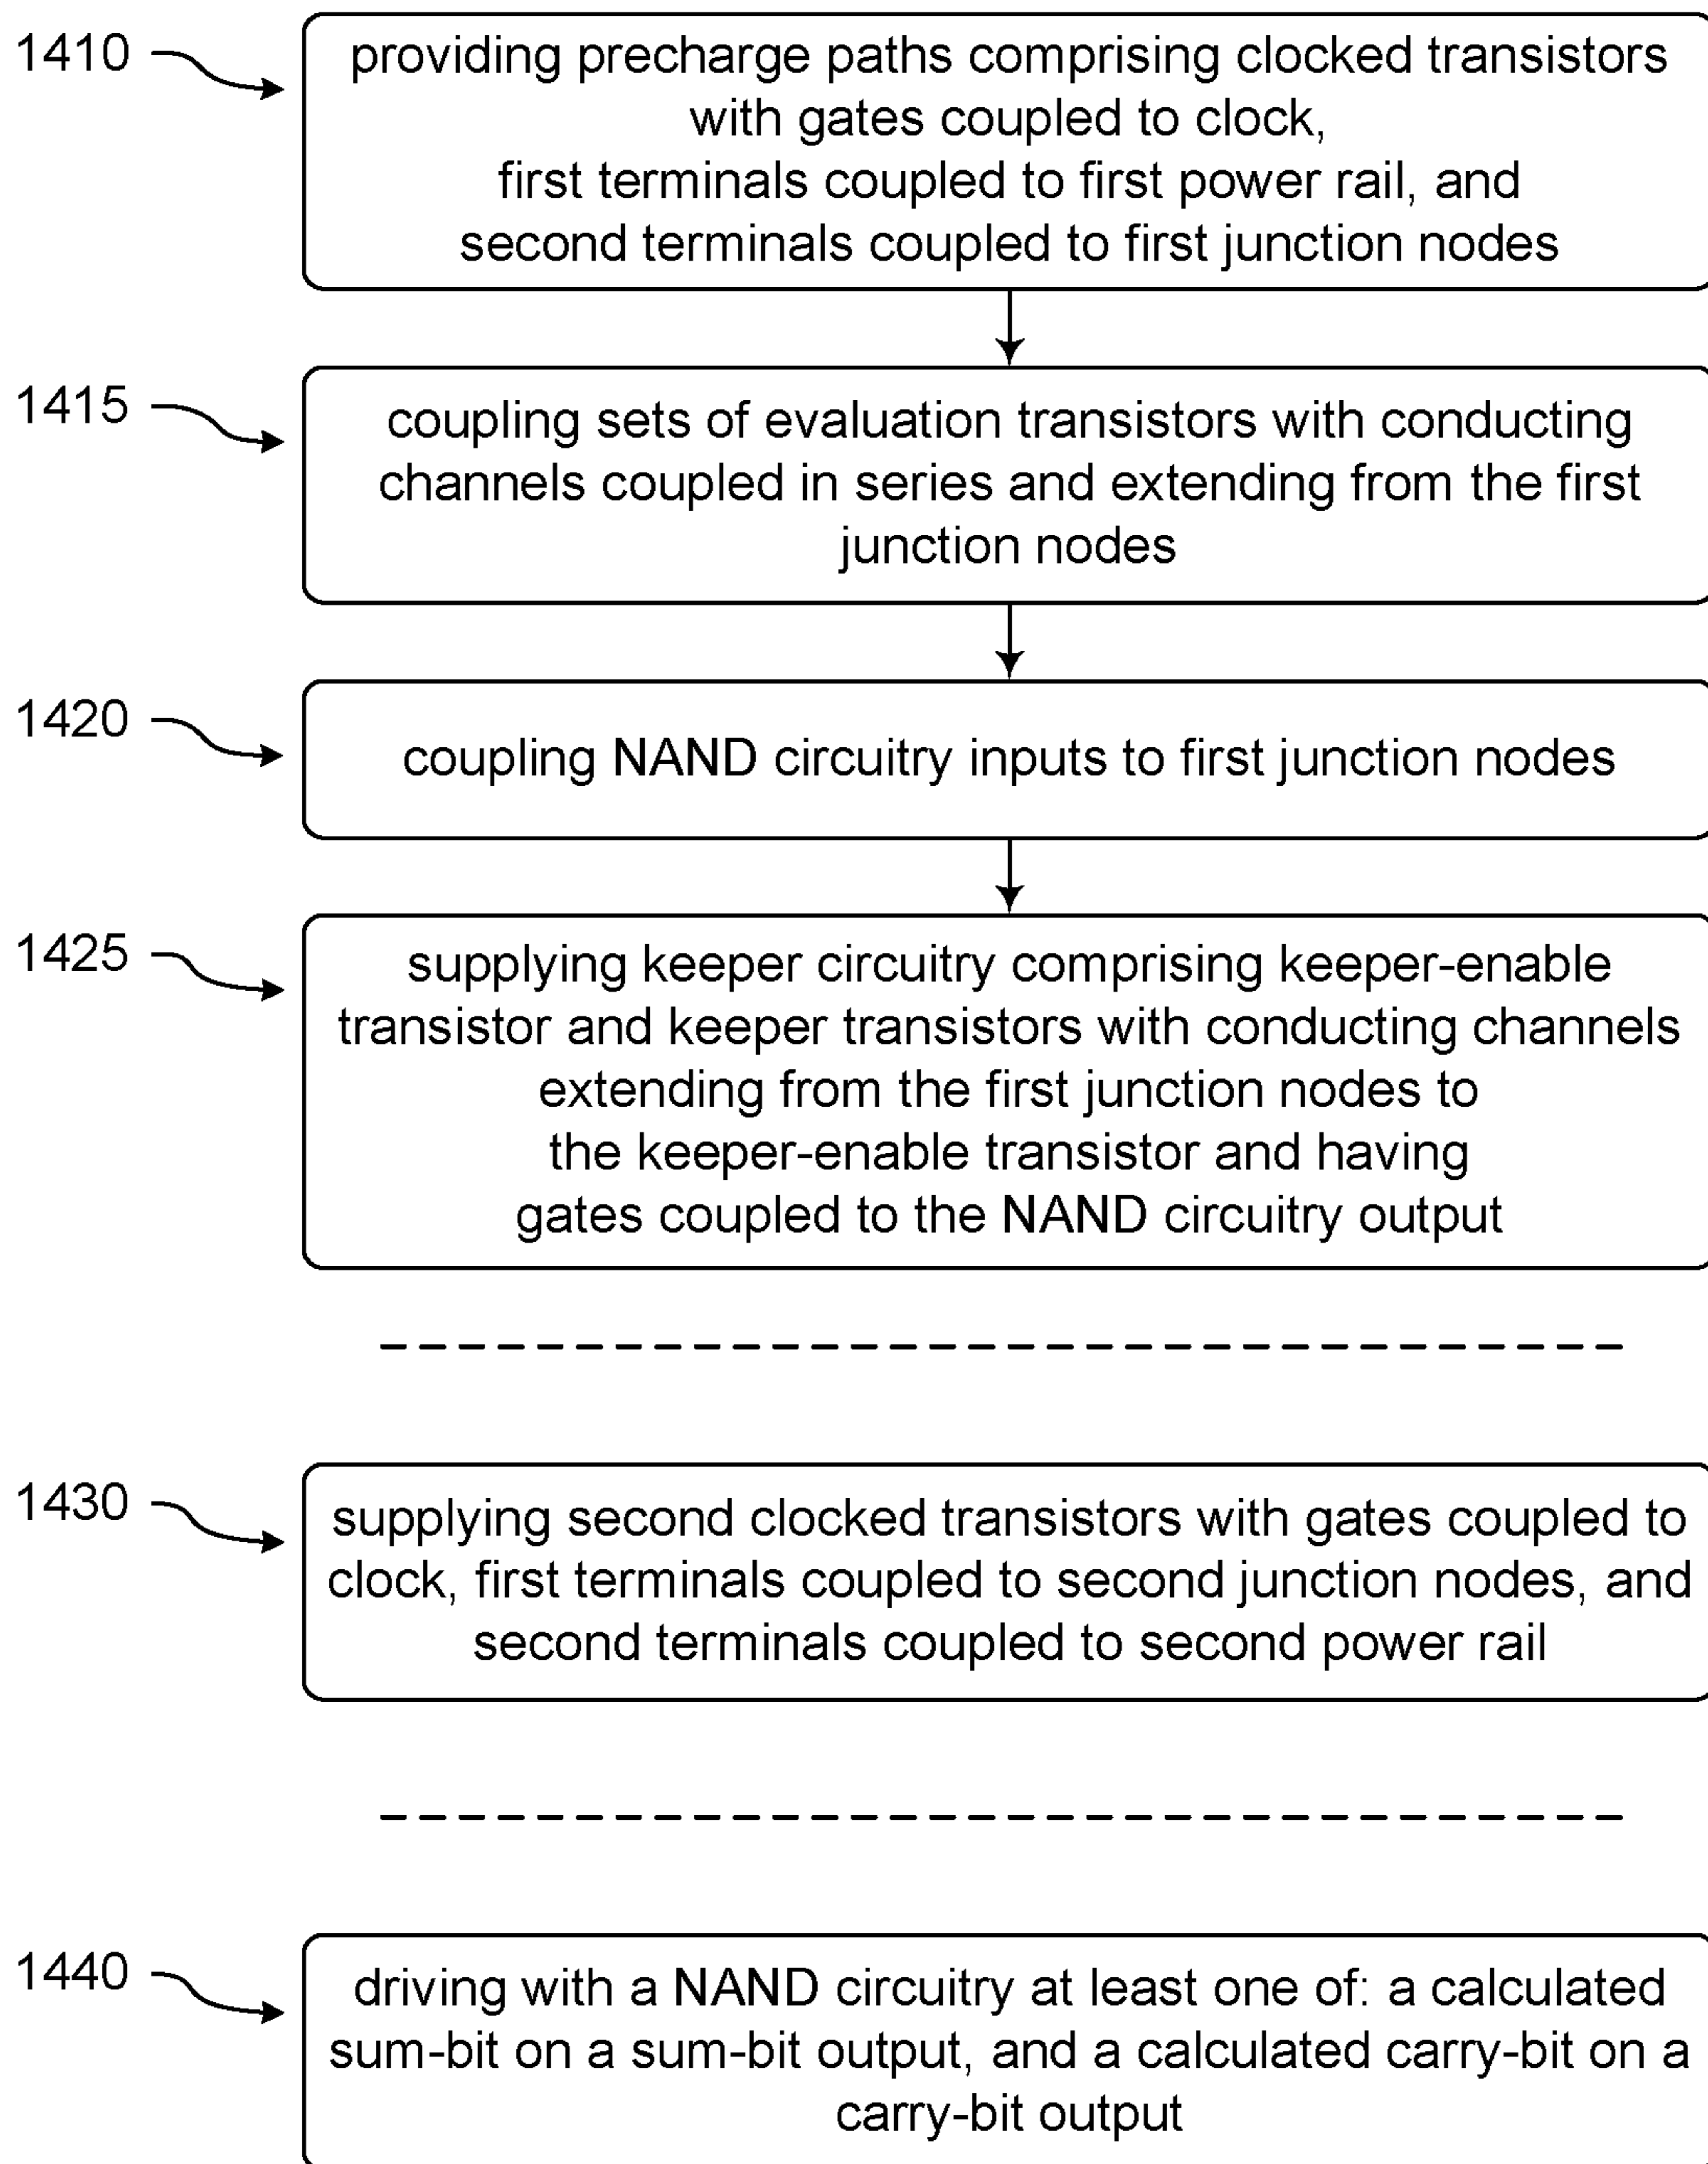 1410
providing precharge paths comprising clocked transistors
with gates coupled to clock,
first terminals coupled to first power rail, and
second terminals coupled to first junction nodes
1415
coupling sets of evaluation transistors with conducting
channels coupled in series and extending from the first
junction nodes
1420
coupling NAND circuitry inputs to first junction nodes
1425
supplying keeper circuitry comprising keeper-enable
transistor and keeper transistors with conducting channels
extending from the first junction nodes to
the keeper-enable transistor and having
gates coupled to the NAND circuitry output
1430
supplying second clocked transistors with gates coupled to
clock, first terminals coupled to second junction nodes, and
second terminals coupled to second power rail
1440
driving with a NAND circuitry at least one of: a calculated
sum-bit on a sum-bit output, and a calculated carry-bit on a
carry-bit output